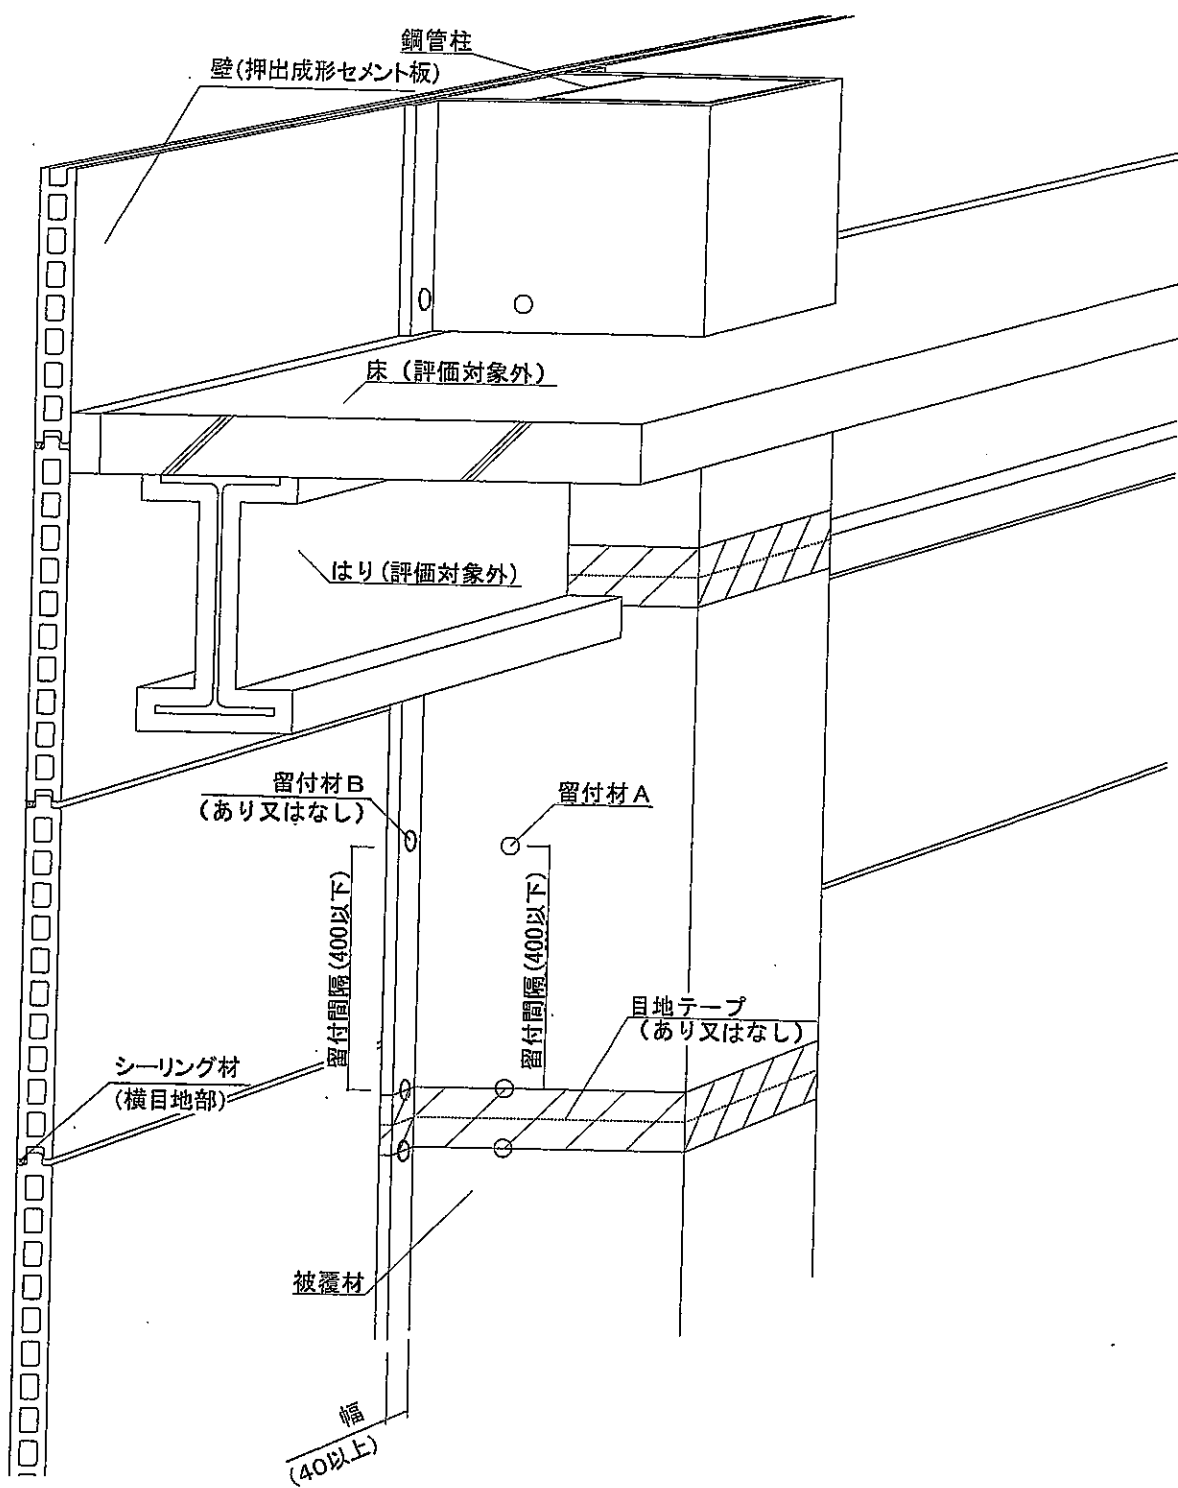 鋼管柱
壁(押出成形セメント板)
床（評価対象外）
はり(評価対象外)
留付材B
（あり又はなし）
留付材A
留付間隔(400以下)
留付間隔(400以下)
目地テープ
（あり又はなし）
シーリング材
(横目地部)
被覆材
幅
(40以上)